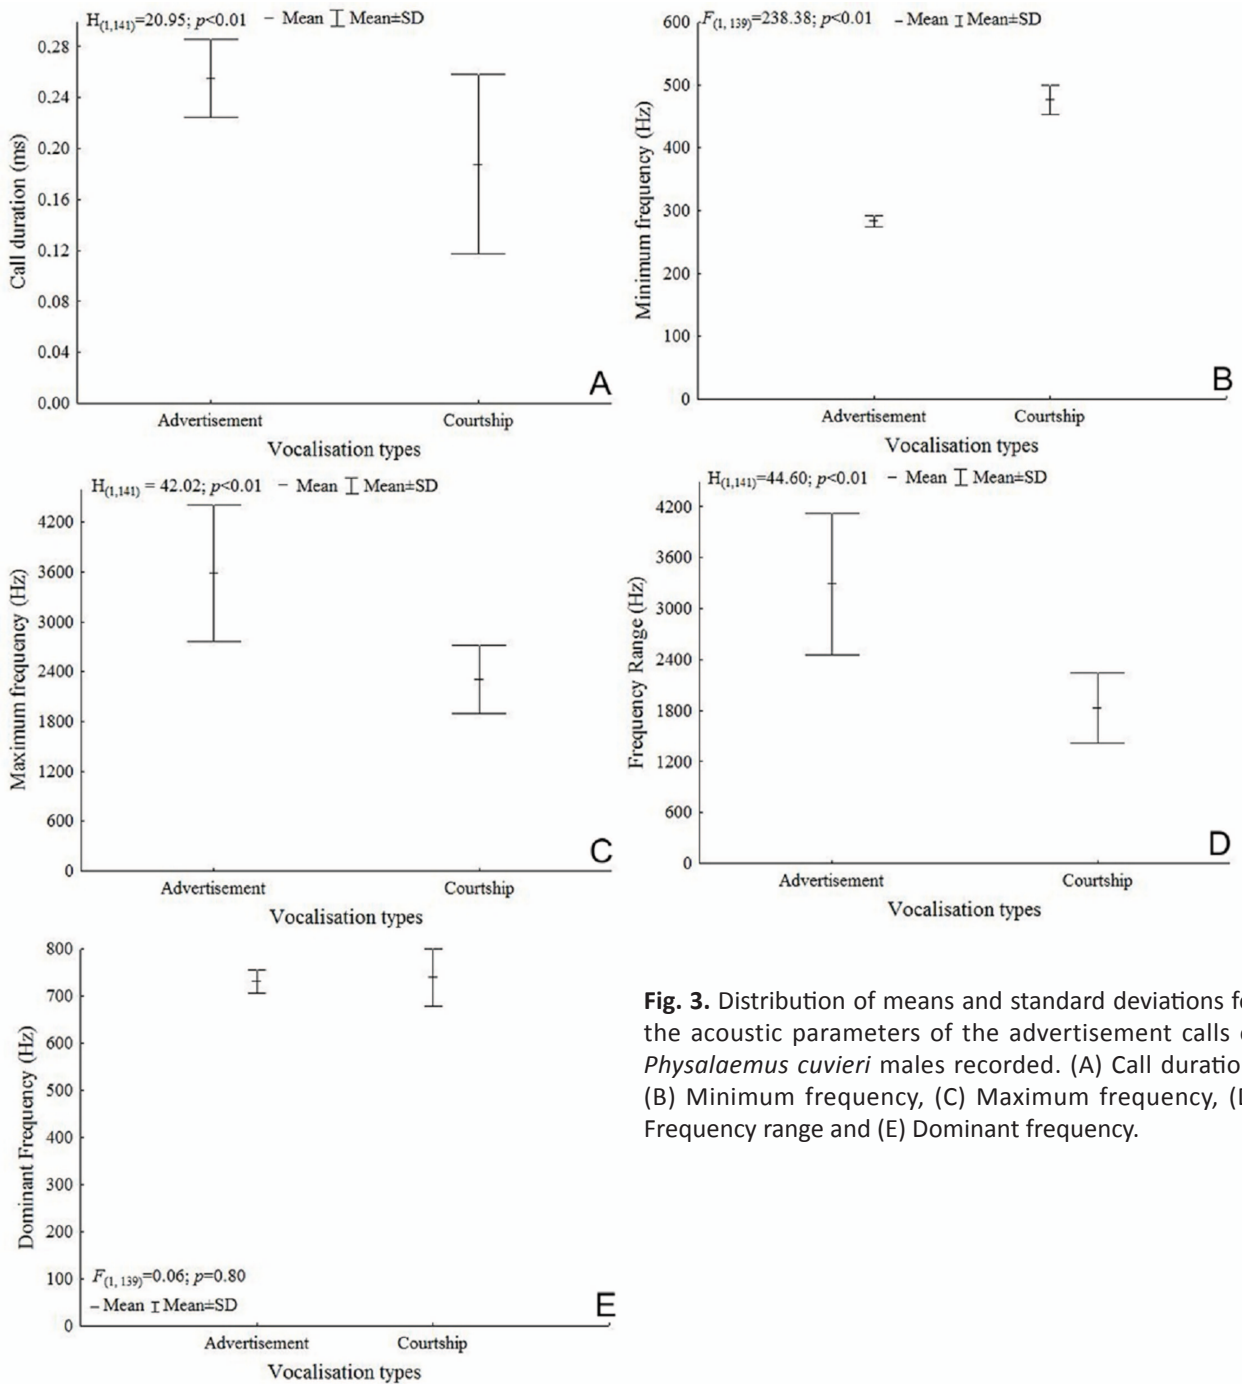 H(1,141)=20.95; p<0.01 – Mean Mean±SD
Call duration (ms)
0.28
0.24
0.20
0.16
0.12
0.08
0.04
0.00
A
Advertisement Courtship
Vocalisation types
F(1, 139)=238.38; p<0.01 – Mean Mean±SD
Minimum frequency (Hz)
600
500
400
300
200
100
0
B
Advertisement Courtship
Vocalisation types
H(1,141) = 42.02; p<0.01 – Mean Mean±SD
Maximum frequency (Hz)
4200
3600
3000
2400
1800
1200
600
0
C
Advertisement Courtship
Vocalisation types
H(1,141)=44.60; p<0.01 – Mean Mean±SD
Frequency Range (Hz)
4200
3600
3000
2400
1800
1200
600
0
D
Advertisement Courtship
Vocalisation types
Dominant Frequency (Hz)
800
700
600
500
400
300
200
100
0
F(1, 139)=0.06; p=0.80
– Mean Mean±SD
E
Advertisement Courtship
Vocalisation types
Fig. 3. Distribution of means and standard deviations
the acoustic parameters of the advertisement calls
Physalaemus cuvieri males recorded. (A) Call duration
(B) Minimum frequency, (C) Maximum frequency,
Frequency range and (E) Dominant frequency.